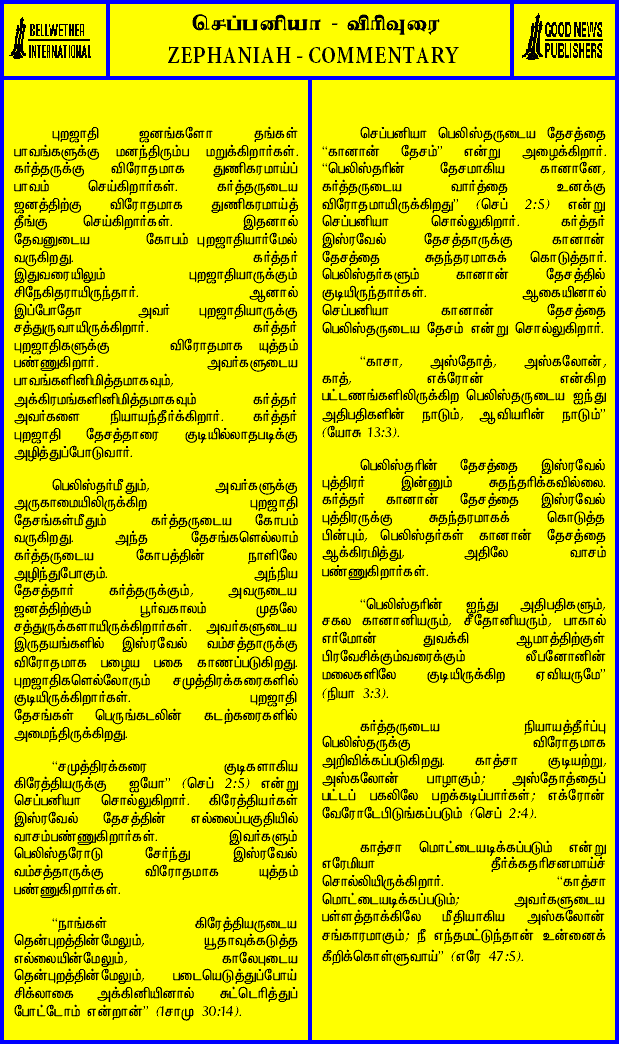 BELLWETHER
INTERNATIONAL
செப்பனியா - விரிவுரை
ZEPHANIAH - COMMENTARY
GOOD NEWS
PUBLISHERS
புறஜாதி ஜனங்களோ தங்கள்
பாவங்களுக்கு மனந்திரும்ப மறுக்கிறார்கள்.
கர்த்தருக்கு விரோதமாக துணிகரமாய்ப்
பாவம் செய்கிறார்கள். கர்த்தருடைய
ஜனத்திற்கு விரோதமாக துணிகரமாய்த்
தீங்கு செய்கிறார்கள். இதனால்
தேவனுடைய கோபம் புறஜாதியார்மேல்
வருகிறது. கர்த்தர்
இதுவரையிலும் புறஜாதியாருக்கும்
சிநேகிதராயிருந்தார். ஆனால்
இப்போதோ அவர் புறஜாதியாருக்கு
சத்துருவாயிருக்கிறார். கர்த்தர்
புறஜாதிகளுக்கு விரோதமாக யுத்தம்
பண்ணுகிறார். அவர்களுடைய
பாவங்களினிமித்தமாகவும்,
அக்கிரமங்களினிமித்தமாகவும் கர்த்தர்
அவர்களை நியாயந்தீர்க்கிறார். கர்த்தர்
புறஜாதி தேசத்தாரை குடியில்லாதபடிக்கு
அழித்துப்போடுவார்.
பெலிஸ்தர்மீதும், அவர்களுக்கு
அருகாமையிலிருக்கிற புறஜாதி
தேசங்கள்மீதும் கர்த்தருடைய கோபம்
வருகிறது. அந்த தேசங்களெல்லாம்
கர்த்தருடைய கோபத்தின் நாளிலே
அழிந்துபோகும். அந்நிய
தேசத்தார் கர்த்தருக்கும், அவருடைய
ஜனத்திற்கும் பூர்வகாலம் முதலே
சத்துருக்களாயிருக்கிறார்கள். அவர்களுடைய
இருதயங்களில் இஸ்ரவேல் வம்சத்தாருக்கு
விரோதமாக பழைய பகை காணப்படுகிறது.
புறஜாதிகளெல்லோரும் சமுத்திரக்கரைகளில்
குடியிருக்கிறார்கள். புறஜாதி
தேசங்கள் பெருங்கடலின் கடற்கரைகளில்
அமைந்திருக்கிறது.
“சமுத்திரக்கரை குடிகளாகிய
கிரேத்தியருக்கு ஐயோ” (செப் 2:5) என்று
செப்பனியா சொல்லுகிறார். கிரேத்தியர்கள்
இஸ்ரவேல் தேசத்தின் எல்லைப்பகுதியில்
வாசம்பண்ணுகிறார்கள். இவர்களும்
பெலிஸ்தரோடு சேர்ந்து இஸ்ரவேல்
வம்சத்தாருக்கு விரோதமாக யுத்தம்
பண்ணுகிறார்கள்.
“நாங்கள் கிரேத்தியருடைய
தென்புறத்தின்மேலும், யூதாவுக்கடுத்த
எல்லையின்மேலும், காலேபுடைய
தென்புறத்தின்மேலும், படையெடுத்துப்போய்
சிக்லாகை அக்கினியினால் சுட்டெரித்துப்
போட்டோம் என்றான்” (1சாமு 30:14).
செப்பனியா பெலிஸ்தருடைய தேசத்தை
“கானான் தேசம்” என்று அழைக்கிறார்.
“பெலிஸ்தரின் தேசமாகிய கானானே,
கர்த்தருடைய வார்த்தை உனக்கு
விரோதமாயிருக்கிறது” (செப் 2:5) என்று
செப்பனியா சொல்லுகிறார். கர்த்தர்
இஸ்ரவேல் தேசத்தாருக்கு கானான்
தேசத்தை சுதந்தரமாகக் கொடுத்தார்.
பெலிஸ்தர்களும் கானான் தேசத்தில்
குடியிருந்தார்கள். ஆகையினால்
செப்பனியா கானான் தேசத்தை
பெலிஸ்தருடைய தேசம் என்று சொல்லுகிறார்.
“காசா, அஸ்தோத், அஸ்கலோன்,
காத், எக்ரோன் என்கிற
பட்டணங்களிலிருக்கிற பெலிஸ்தருடைய ஐந்து
அதிபதிகளின் நாடும், ஆவியரின் நாடும்”
(யோசு 13:3).
பெலிஸ்தரின் தேசத்தை இஸ்ரவேல்
புத்திரர் இன்னும் சுதந்தரிக்கவில்லை.
கர்த்தர் கானான் தேசத்தை இஸ்ரவேல்
புத்திரருக்கு சுதந்தரமாகக் கொடுத்த
பின்பும், பெலிஸ்தர்கள் கானான் தேசத்தை
ஆக்கிரமித்து, அதிலே வாசம்
பண்ணுகிறார்கள்.
“பெலிஸ்தரின் ஐந்து அதிபதிகளும்,
சகல கானானியரும், சீதோனியரும், பாகால்
எர்மோன் துவக்கி ஆமாத்திற்குள்
பிரவேசிக்கும்வரைக்கும் லீபனோனின்
மலைகளிலே குடியிருக்கிற ஏவியருமே”
(நியா 3:3).
கர்த்தருடைய நியாயத்தீர்ப்பு
பெலிஸ்தருக்கு விரோதமாக
அறிவிக்கப்படுகிறது. காத்சா குடியற்று,
அஸ்கலோன் பாழாகும்; அஸ்தோத்தைப்
பட்டப் பகலிலே பறக்கடிப்பார்கள்; எக்ரோன்
வேரோடேபிடுங்கப்படும் (செப் 2:4).
காத்சா மொட்டையடிக்கப்படும் என்று
எரேமியா தீர்க்கதரிசனமாய்ச்
சொல்லியிருக்கிறார். “காத்சா
மொட்டையடிக்கப்படும்; அவர்களுடைய
பள்ளத்தாக்கிலே மீதியாகிய அஸ்கலோன்
சங்காரமாகும்; நீ எந்தமட்டுந்தான் உன்னைக்
கீறிக்கொள்ளுவாய்” (எரே 47:5).